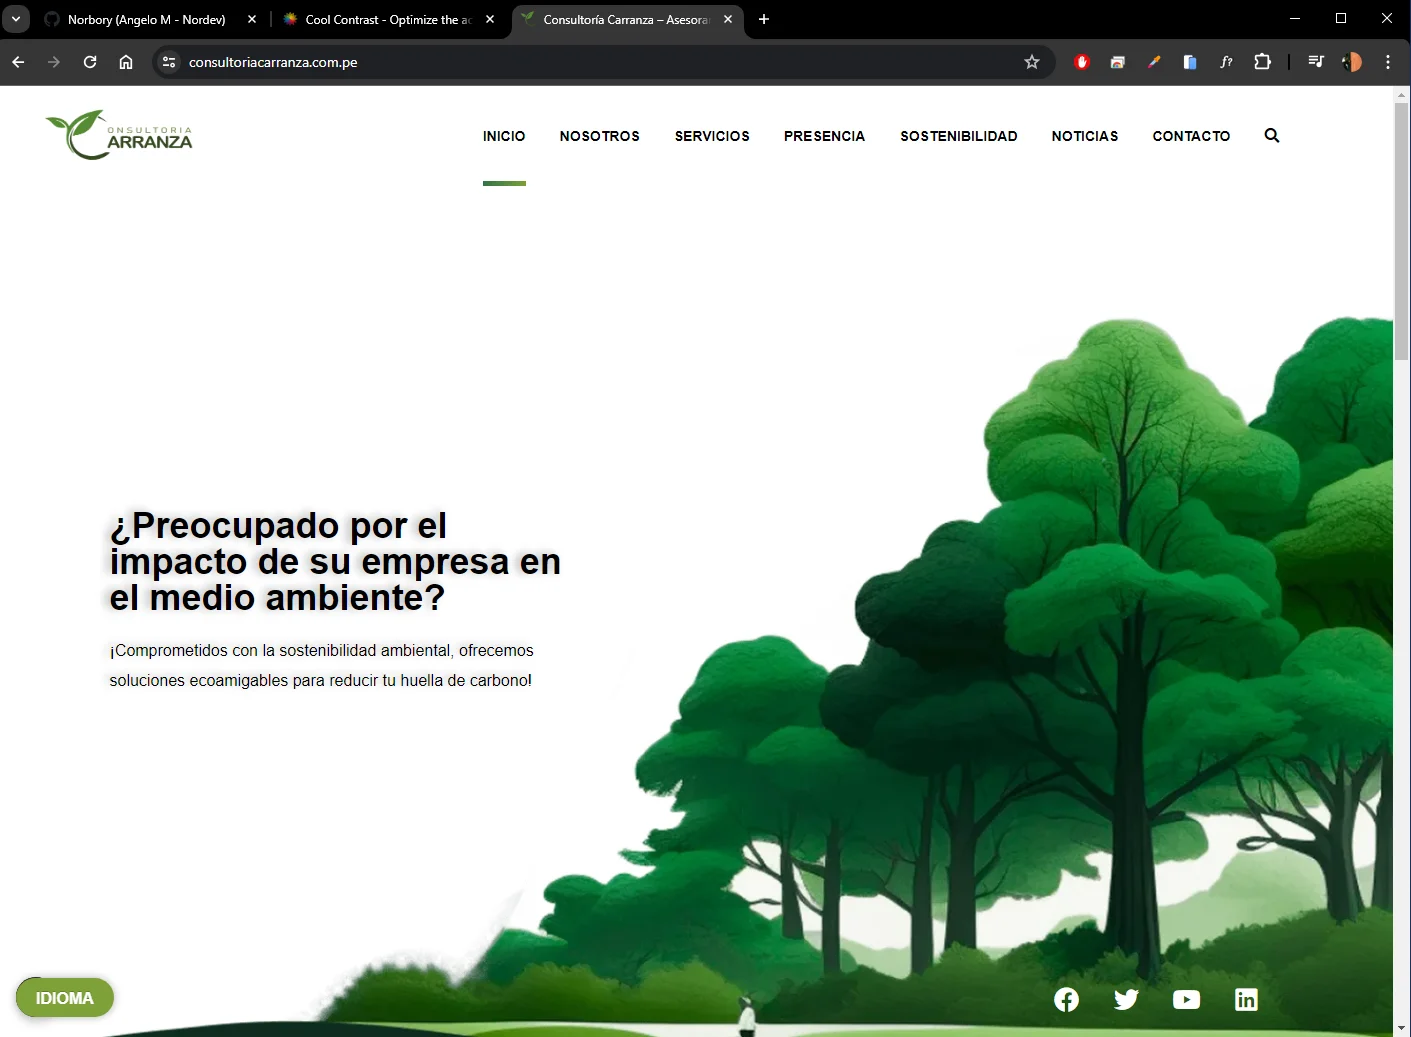 Norbory (Angelo M - Nordev)
Cool Contrast - Optimize the ac
Consultoría Carranza – Asesora
consultoriacarranza.com.pe
f?
CONSULTORIA
CARRANZA
INICIO
NOSOTROS
SERVICIOS
PRESENCIA
SOSTENIBILIDAD
NOTICIAS
CONTACTO
¿Preocupado por el
impacto de su empresa en
el medio ambiente?
¡Comprometidos con la sostenibilidad ambiental, ofrecemos
soluciones ecoamigables para reducir tu huella de carbono!
IDIOMA